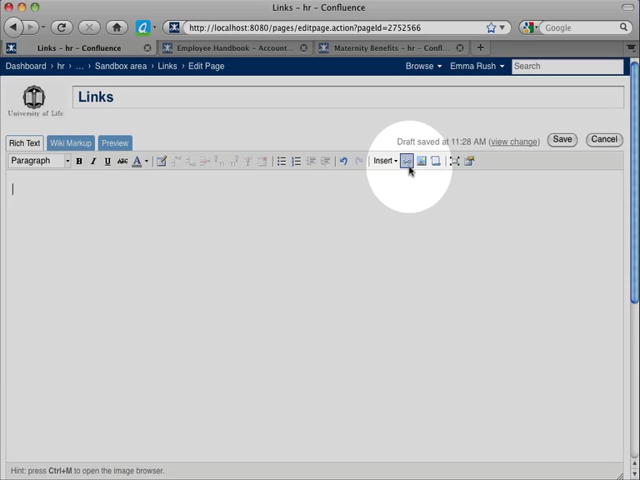 Links – hr – Confluence
http://localhost:8080/pages/editpage.action?pageId=2752566
Google
Links – hr – Confluence
Employee Handbook – Account...
Maternity Benefits – hr – Confl...
Dashboard › hr › ... › Sandbox area › Links › Edit Page
Browse
Emma Rush
Search
University of Life
Links
Rich Text
Wiki Markup
Preview
Draft saved at 11:28 AM (view change)
Save
Cancel
Paragraph
B I U ABC A
Insert
Hint: press Ctrl+M to open the image browser.